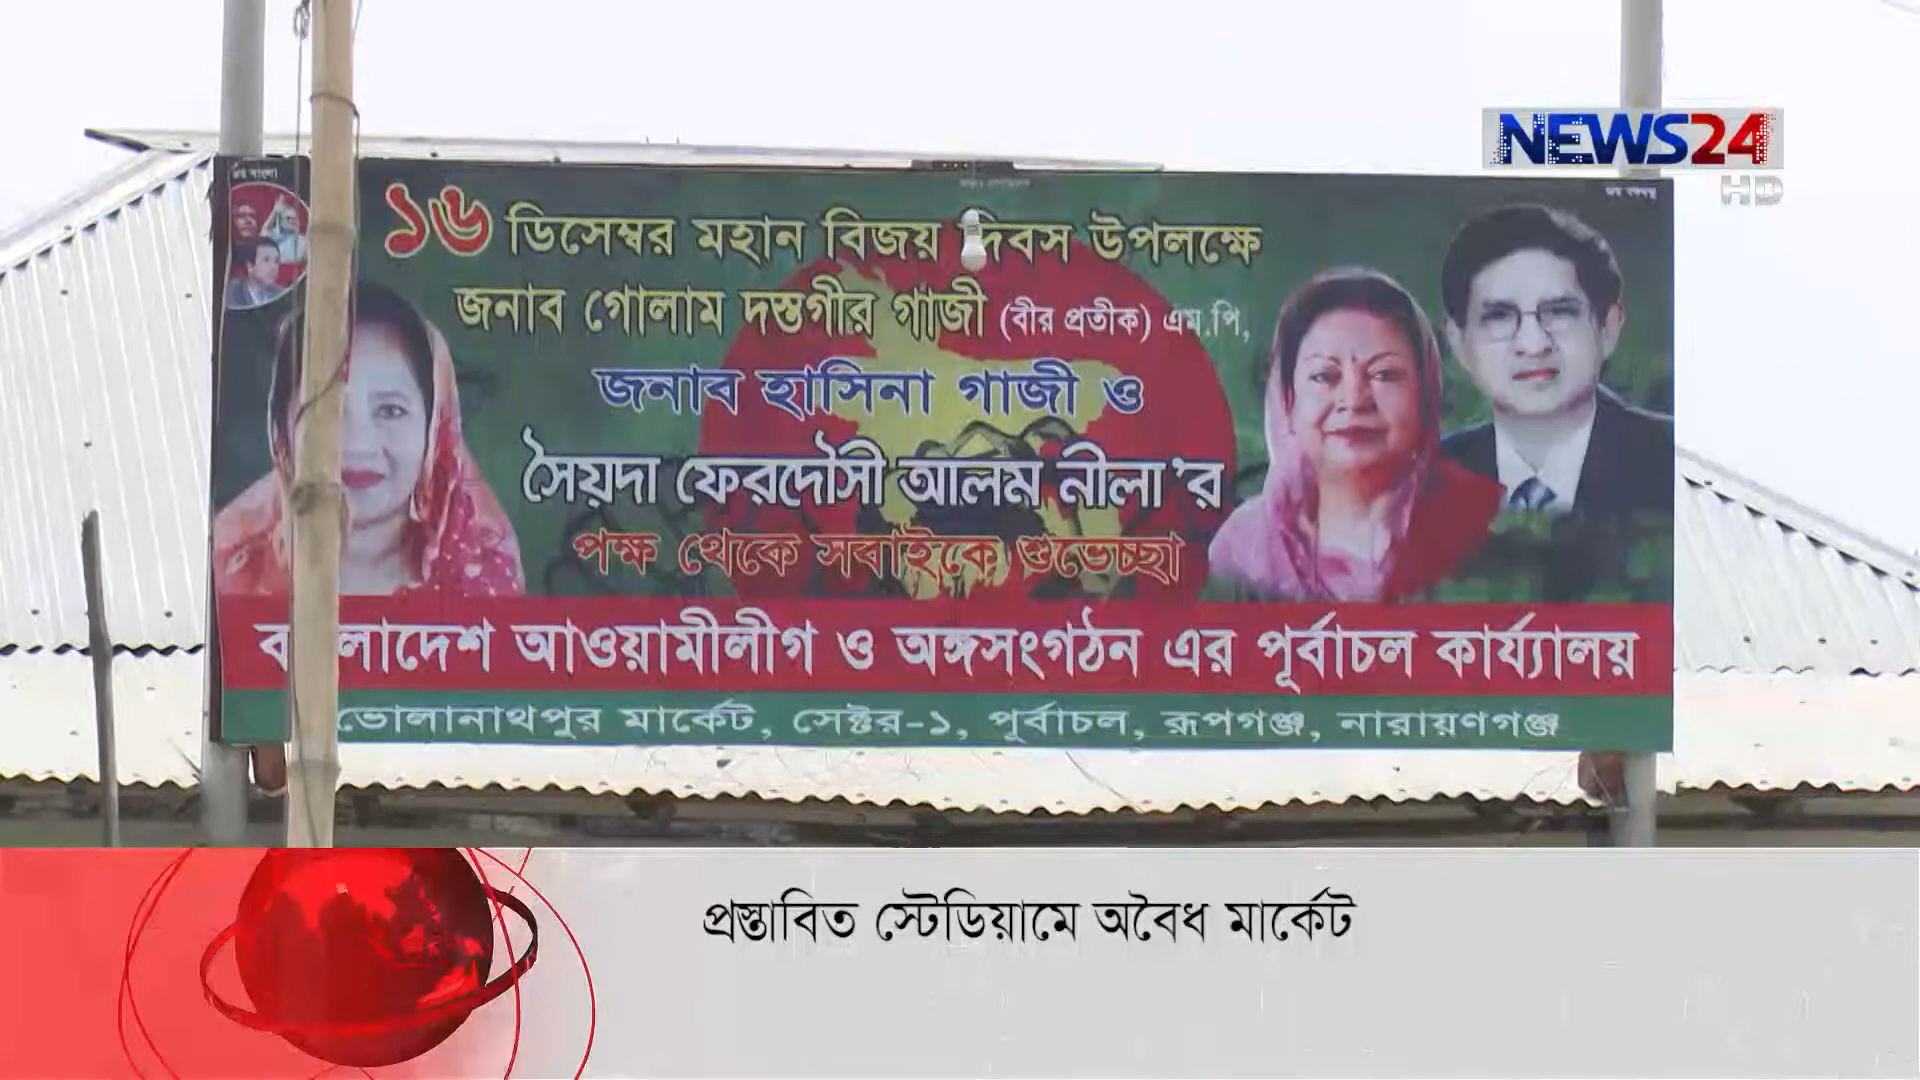 NEWS24
HD
জয় বাংলা
১৬ ডিসেম্বর মহান বিজয় দিবস উপলক্ষে
জনাব গোলাম দস্তগীর গাজী (বীর প্রতীক) এম.পি,
জনাব হাসিনা গাজী ও
সৈয়দা ফেরদৌসী আলম নীলা'র
পক্ষ থেকে সবাইকে শুভেচ্ছা
বাংলাদেশ আওয়ামীলীগ ও অঙ্গসংগঠন এর পূর্বাচল কার্য্যালয়
ভোলানাথপুর মার্কেট, সেক্টর-১, পূর্বাচল, রূপগঞ্জ, নারায়ণগঞ্জ
প্রস্তাবিত স্টেডিয়ামে অবৈধ মার্কেট